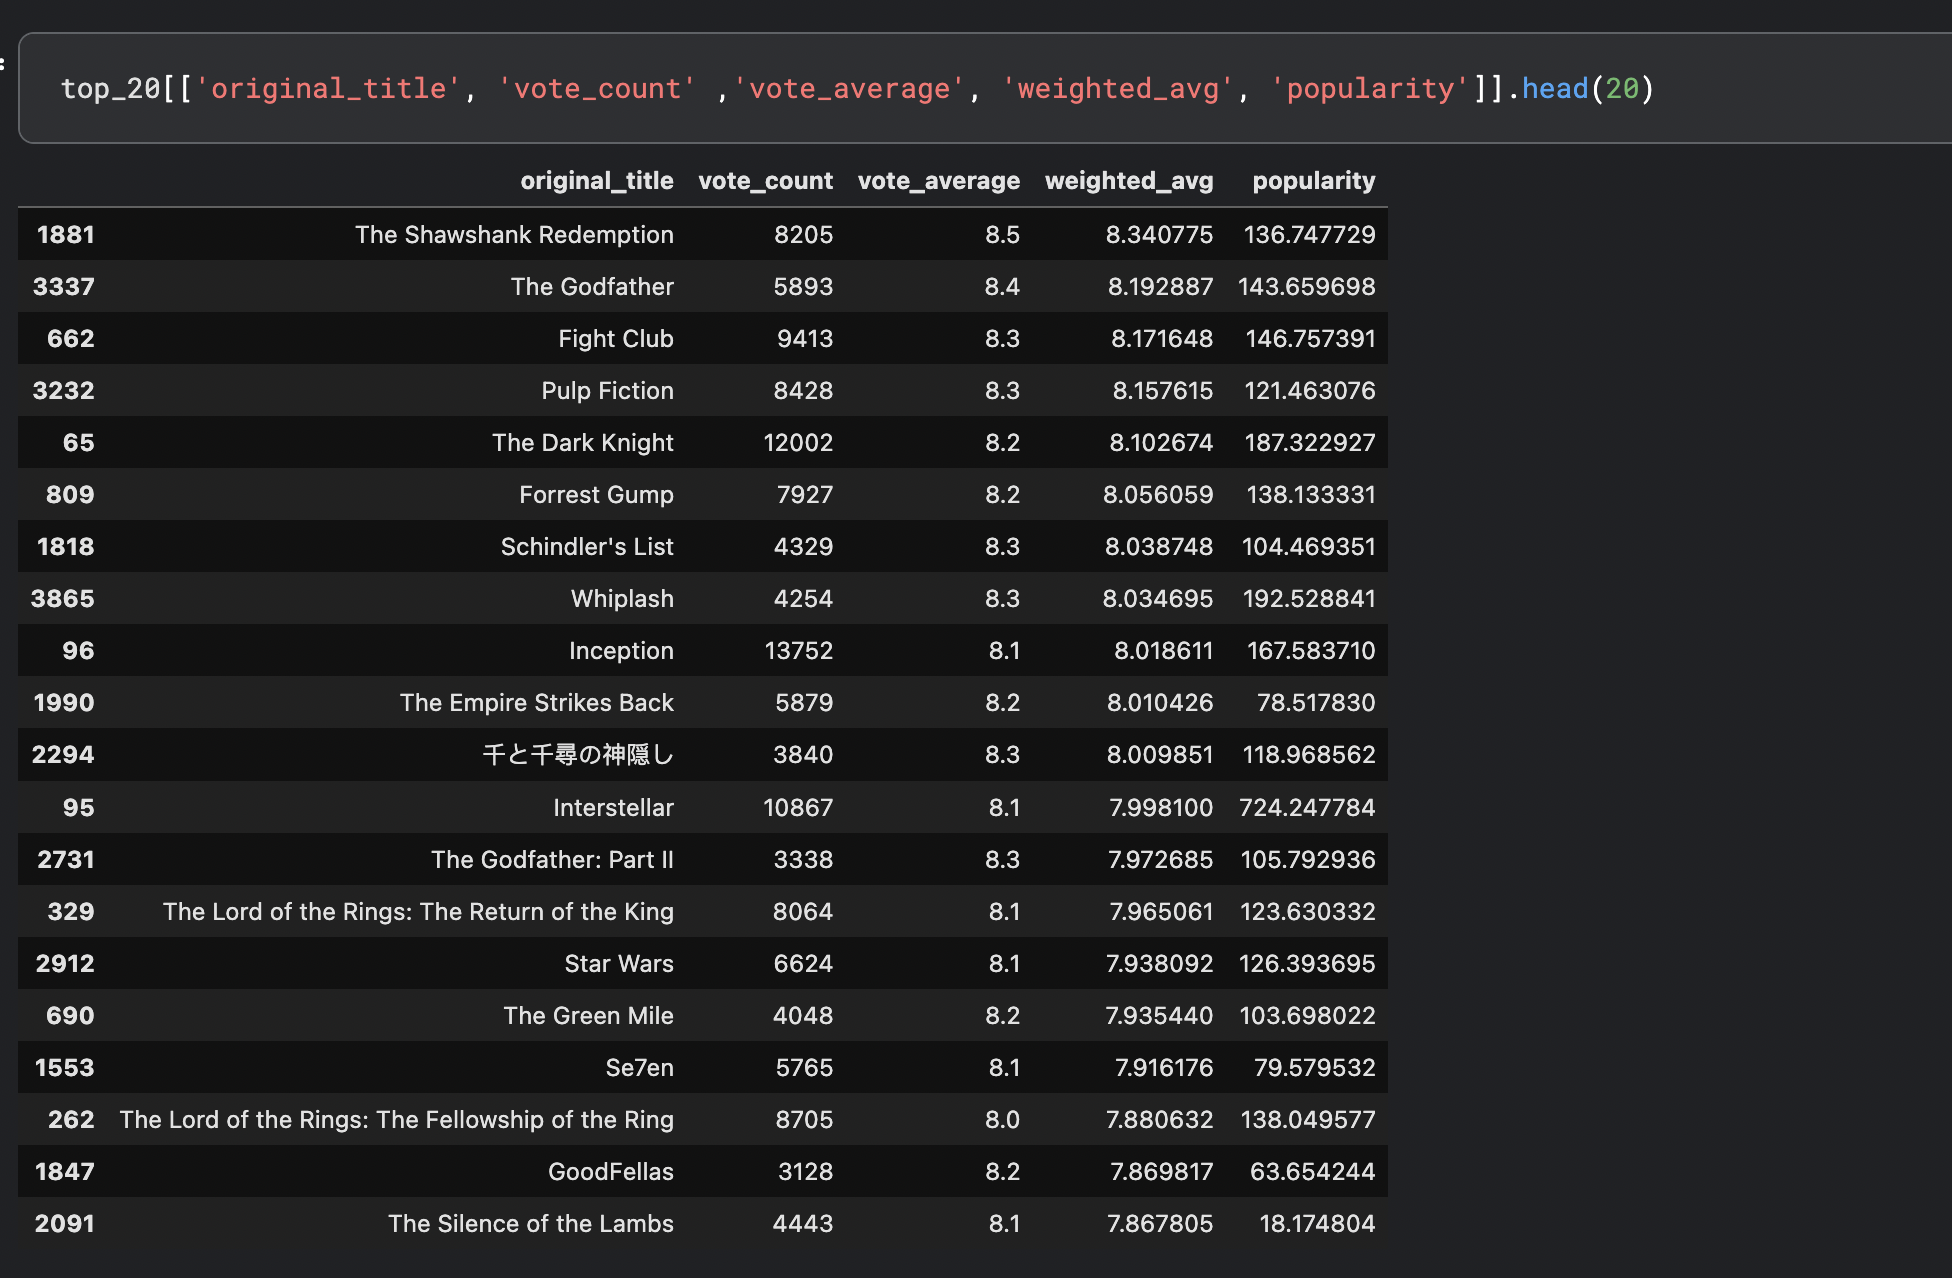 top_20[['original_title', 'vote_count' ,'vote_average', 'weighted_avg', 'popularity']].head(20)
original_title vote_count vote_average weighted_avg popularity
1881 The Shawshank Redemption 8205 8.5 8.340775 136.747729
3337 The Godfather 5893 8.4 8.192887 143.659698
662 Fight Club 9413 8.3 8.171648 146.757391
3232 Pulp Fiction 8428 8.3 8.157615 121.463076
65 The Dark Knight 12002 8.2 8.102674 187.322927
809 Forrest Gump 7927 8.2 8.056059 138.133331
1818 Schindler's List 4329 8.3 8.038748 104.469351
3865 Whiplash 4254 8.3 8.034695 192.528841
96 Inception 13752 8.1 8.018611 167.583710
1990 The Empire Strikes Back 5879 8.2 8.010426 78.517830
2294 千と千尋の神隠し 3840 8.3 8.009851 118.968562
95 Interstellar 10867 8.1 7.998100 724.247784
2731 The Godfather: Part II 3338 8.3 7.972685 105.792936
329 The Lord of the Rings: The Return of the King 8064 8.1 7.965061 123.630332
2912 Star Wars 6624 8.1 7.938092 126.393695
690 The Green Mile 4048 8.2 7.935440 103.698022
1553 Se7en 5765 8.1 7.916176 79.579532
262 The Lord of the Rings: The Fellowship of the Ring 8705 8.0 7.880632 138.049577
1847 GoodFellas 3128 8.2 7.869817 63.654244
2091 The Silence of the Lambs 4443 8.1 7.867805 18.174804